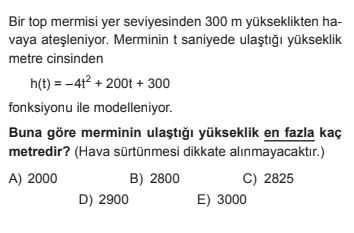 Bir top mermisi yer seviyesinden 300 m yükseklikten ha-
vaya ateşleniyor. Merminin t saniyede ulaştığı yükseklik
metre cinsinden
h(t) = –4t² + 200t + 300
fonksiyonu ile modelleniyor.
Buna göre merminin ulaştığı yükseklik en fazla kaç
metredir? (Hava sürtünmesi dikkate alınmayacaktır.)
A) 2000 B) 2800 C) 2825
D) 2900 E) 3000